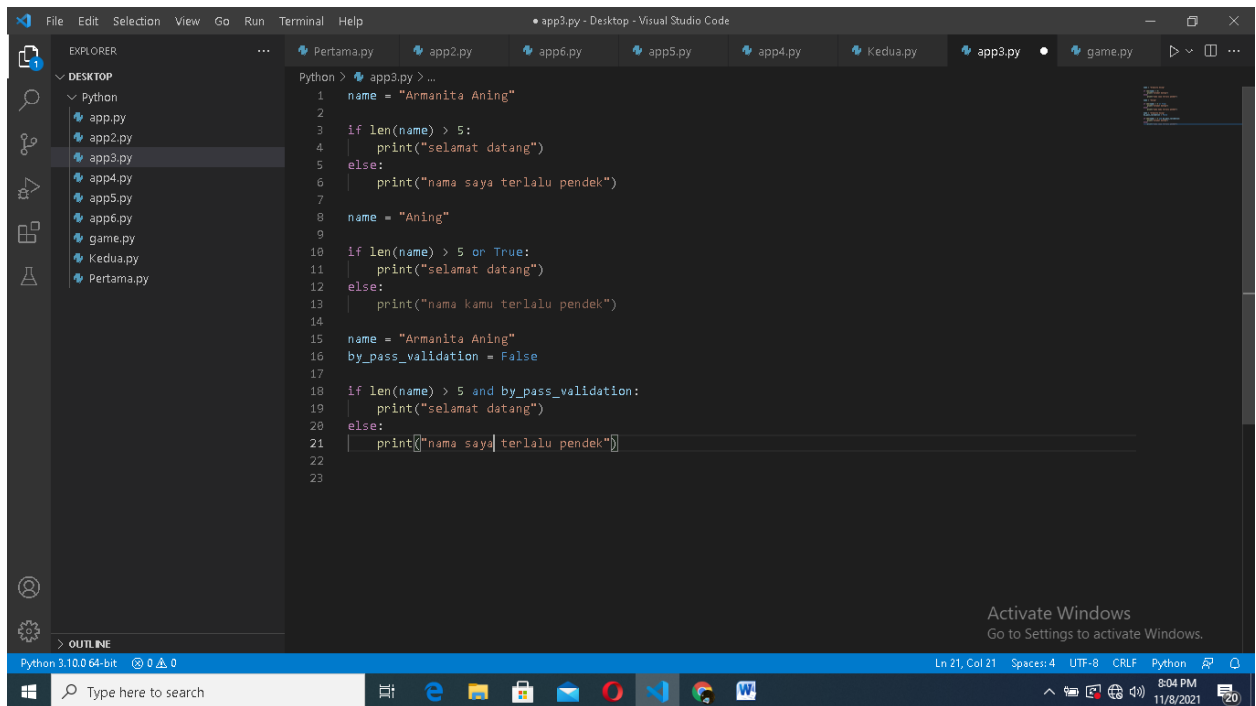 File Edit Selection View Go Run Terminal Help ● app3.py - Desktop - Visual Studio Code
EXPLORER ... Pertama.py app2.py app6.py app5.py app4.py Kedua.py app3.py ● game.py ...
1
DESKTOP
Python > app3.py > ...
Python
app.py
app2.py
app3.py
app4.py
app5.py
app6.py
game.py
Kedua.py
Pertama.py
1 name = "Armanita Aning"
2
3 if len(name) > 5:
4 print("selamat datang")
5 else:
6 print("nama saya terlalu pendek")
7
8 name = "Aning"
9
10 if len(name) > 5 or True:
11 print("selamat datang")
12 else:
13 print("nama kamu terlalu pendek")
14
15 name = "Armanita Aning"
16 by_pass_validation = False
17
18 if len(name) > 5 and by_pass_validation:
19 print("selamat datang")
20 else:
21 print("nama saya terlalu pendek")
22
23
Activate Windows
Go to Settings to activate Windows.
> OUTLINE
Python 3.10.0 64-bit 0 0 Ln 21, Col 21 Spaces: 4 UTF-8 CRLF Python
Type here to search
8:04 PM
11/8/2021
20